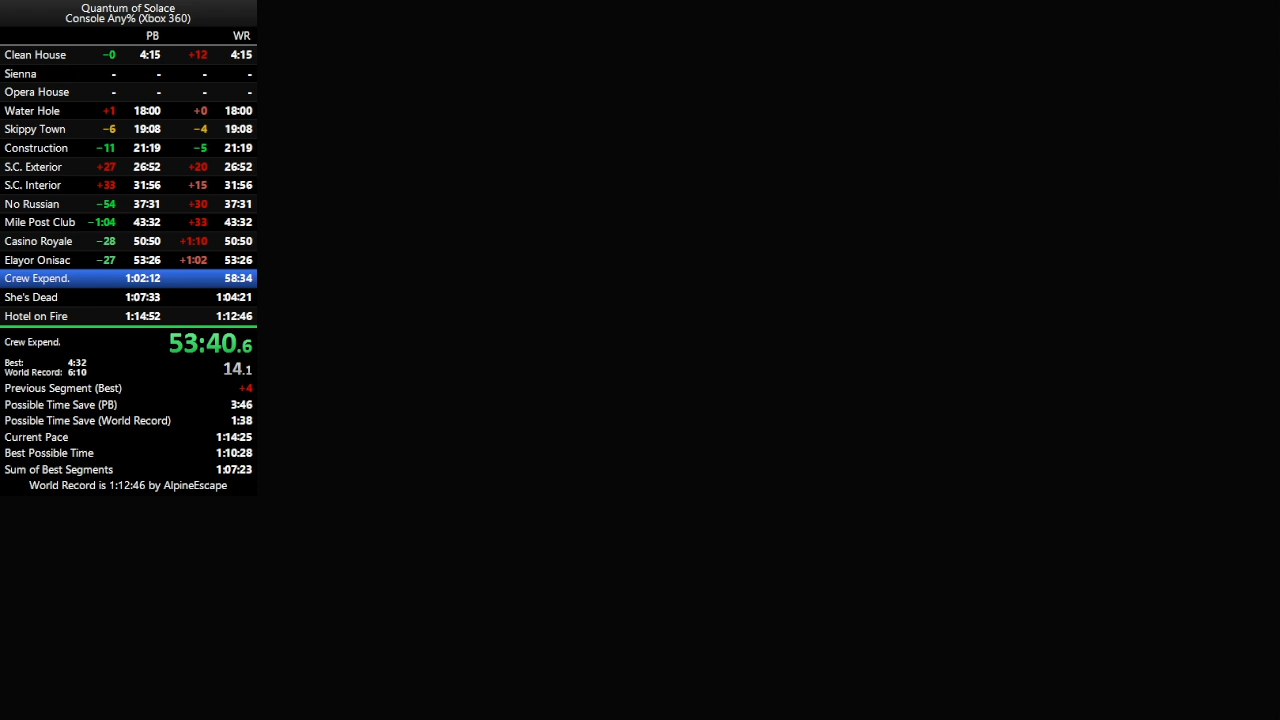 Quantum of Solace
Console Any% (Xbox 360)
PB WR
Clean House −0 4:15 +12 4:15
Sienna - - - -
Opera House - - - -
Water Hole +1 18:00 +0 18:00
Skippy Town −6 19:08 −4 19:08
Construction −11 21:19 −5 21:19
S.C. Exterior +27 26:52 +20 26:52
S.C. Interior +33 31:56 +15 31:56
No Russian −54 37:31 +30 37:31
Mile Post Club −1:04 43:32 +33 43:32
Casino Royale −28 50:50 +1:10 50:50
Elayor Onisac −27 53:26 +1:02 53:26
Crew Expend. 1:02:12 58:34
She's Dead 1:07:33 1:04:21
Hotel on Fire 1:14:52 1:12:46
Crew Expend. 53:40.6
Best: 4:32
World Record: 6:10 14.1
Previous Segment (Best) +4
Possible Time Save (PB) 3:46
Possible Time Save (World Record) 1:38
Current Pace 1:14:25
Best Possible Time 1:10:28
Sum of Best Segments 1:07:23
World Record is 1:12:46 by AlpineEscape